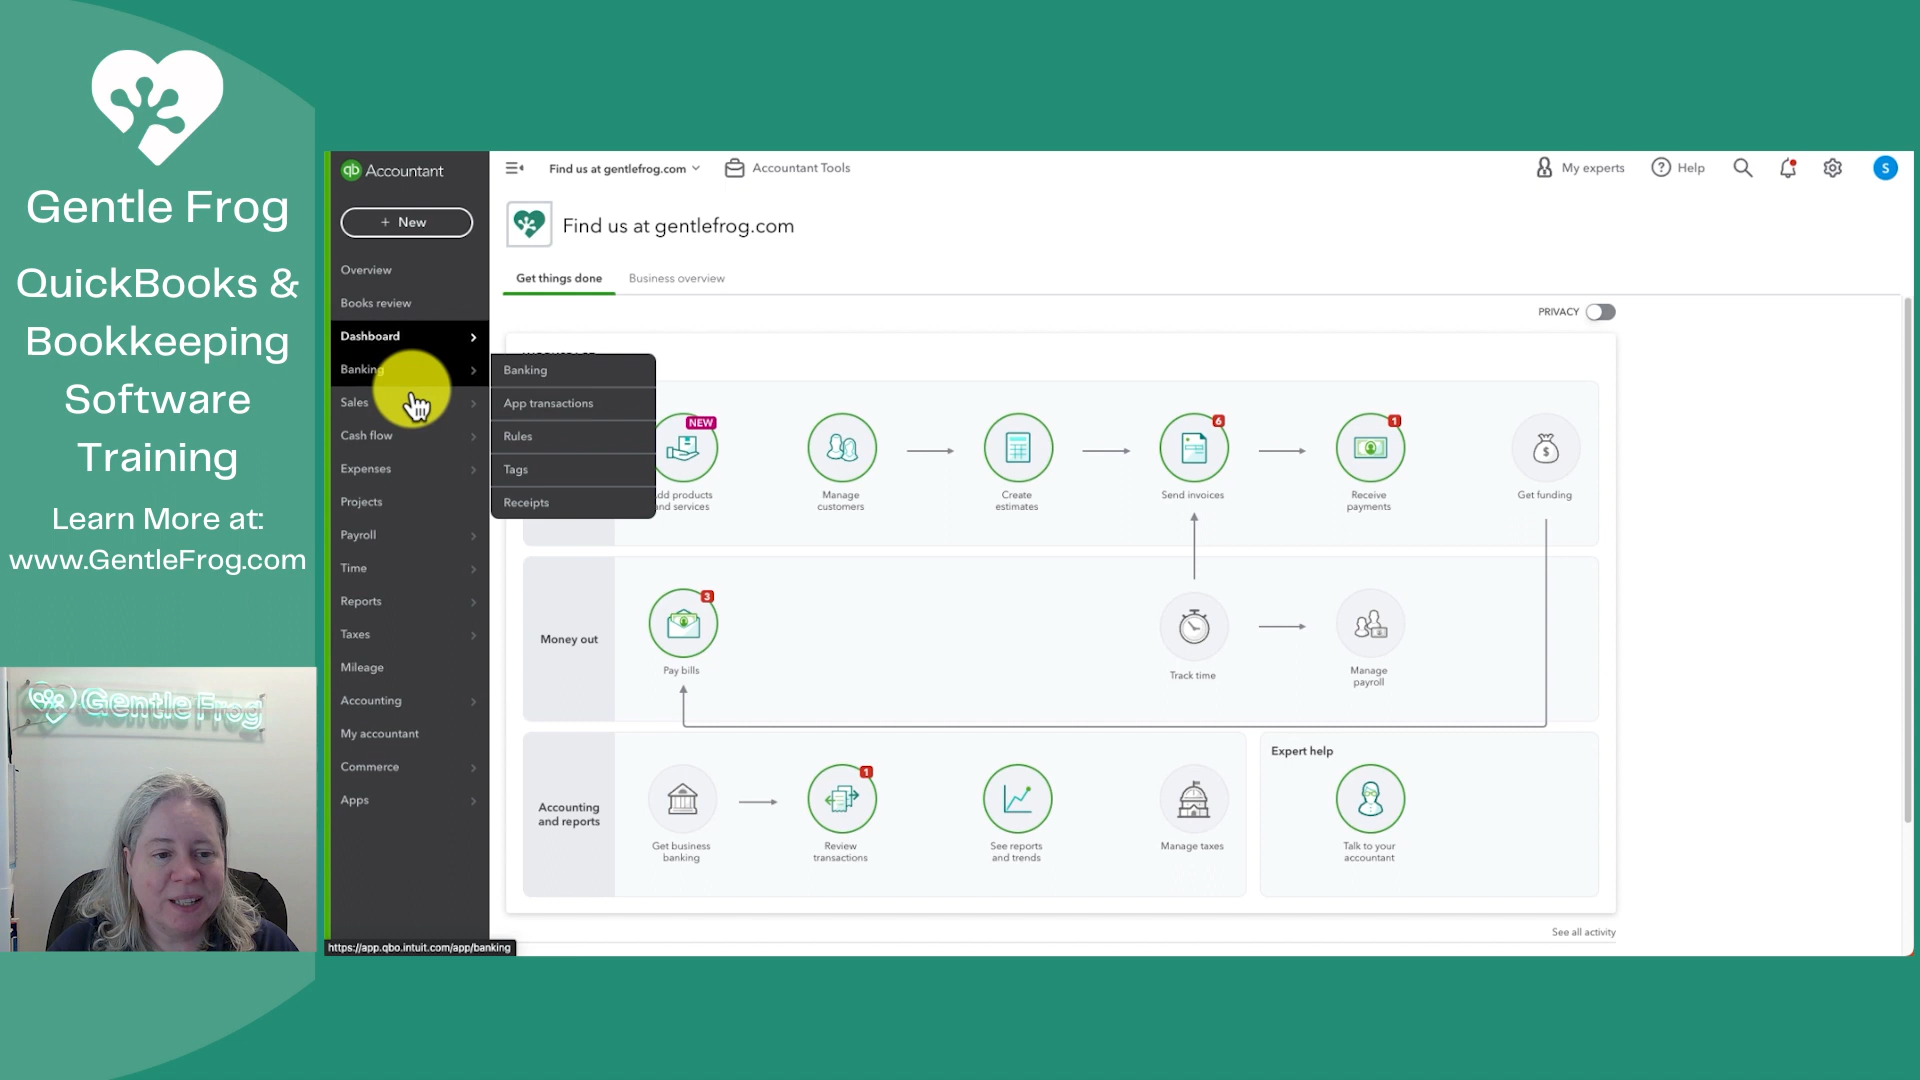 Gentle Frog
QuickBooks &
Bookkeeping
Software
Training
Learn More at:
www.GentleFrog.com
Gentle Frog
qb Accountant
+ New
Overview
Books review
Dashboard
Banking
Sales
Cash flow
Expenses
Projects
Payroll
Time
Reports
Taxes
Mileage
Accounting
My accountant
Commerce
Apps
https://app.qbo.intuit.com/app/banking
Banking
App transactions
Rules
Tags
Receipts
Find us at gentlefrog.com
Accountant Tools
My experts
Help
S
Find us at gentlefrog.com
Get things done
Business overview
PRIVACY
NEW
and services
Manage
customers
Create
estimates
6
Send invoices
1
Receive
payments
Get funding
Money out
3
Pay bills
Track time
Manage
payroll
Accounting
and reports
Get business
banking
1
Review
transactions
See reports
and trends
Manage taxes
Expert help
Talk to your
accountant
See all activity